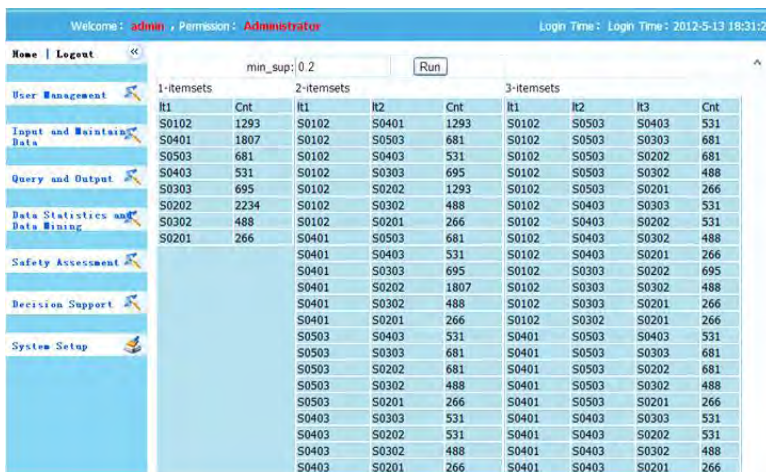 Welcome: admin , Permission: Administrator Login Time: Login Time: 2012-5-13 18:31:2
Home | Logout «
User Management
Input and Maintaing
Data
Query and Output
Data Statistics and
Data Mining
Safety Assessment
Decision Support
System Setup
min_sup: 0.2 Run
1-itemsets 2-itemsets 3-itemsets
It1 Cnt It1 It2 Cnt It1 It2 It3 Cnt
S0102 1293 S0102 S0401 1293 S0102 S0503 S0403 531
S0401 1807 S0102 S0503 681 S0102 S0503 S0303 681
S0503 681 S0102 S0403 531 S0102 S0503 S0202 681
S0403 531 S0102 S0303 695 S0102 S0503 S0302 488
S0303 695 S0102 S0202 1293 S0102 S0503 S0201 266
S0202 2234 S0102 S0302 488 S0102 S0403 S0303 531
S0302 488 S0102 S0201 266 S0102 S0403 S0202 531
S0201 266 S0401 S0503 681 S0102 S0403 S0302 488
S0401 S0403 531 S0102 S0403 S0201 266
S0401 S0303 695 S0102 S0303 S0202 695
S0401 S0202 1807 S0102 S0303 S0302 488
S0401 S0302 488 S0102 S0303 S0201 266
S0401 S0201 266 S0102 S0302 S0201 266
S0503 S0403 531 S0401 S0503 S0403 531
S0503 S0303 681 S0401 S0503 S0303 681
S0503 S0202 681 S0401 S0503 S0202 681
S0503 S0302 488 S0401 S0503 S0302 488
S0503 S0201 266 S0401 S0503 S0201 266
S0403 S0303 531 S0401 S0403 S0303 531
S0403 S0202 531 S0401 S0403 S0202 531
S0403 S0302 488 S0401 S0403 S0302 488
S0403 S0201 266 S0401 S0403 S0201 266